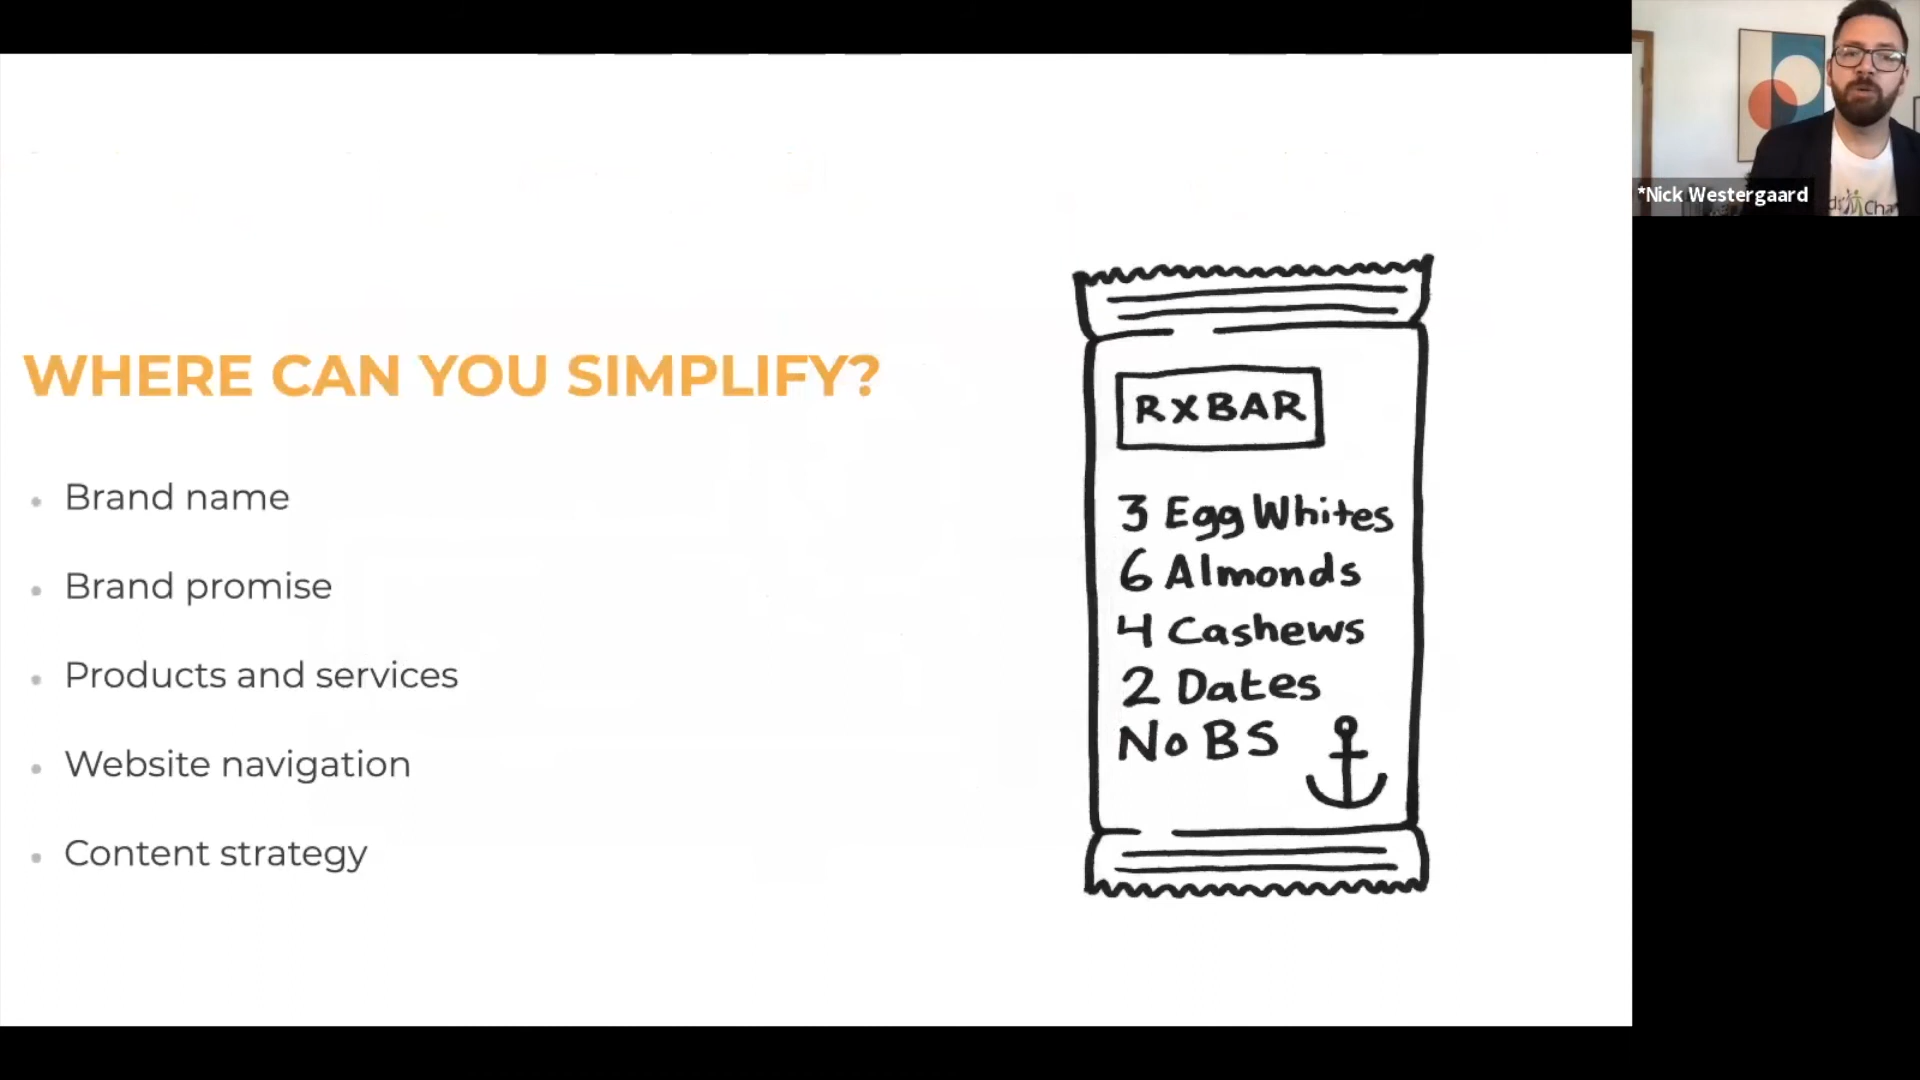 WHERE CAN YOU SIMPLIFY?
Brand name
Brand promise
Products and services
Website navigation
Content strategy
RXBAR
3 Egg Whites
6 Almonds
4 Cashews
2 Dates
No BS
*Nick Westergaard